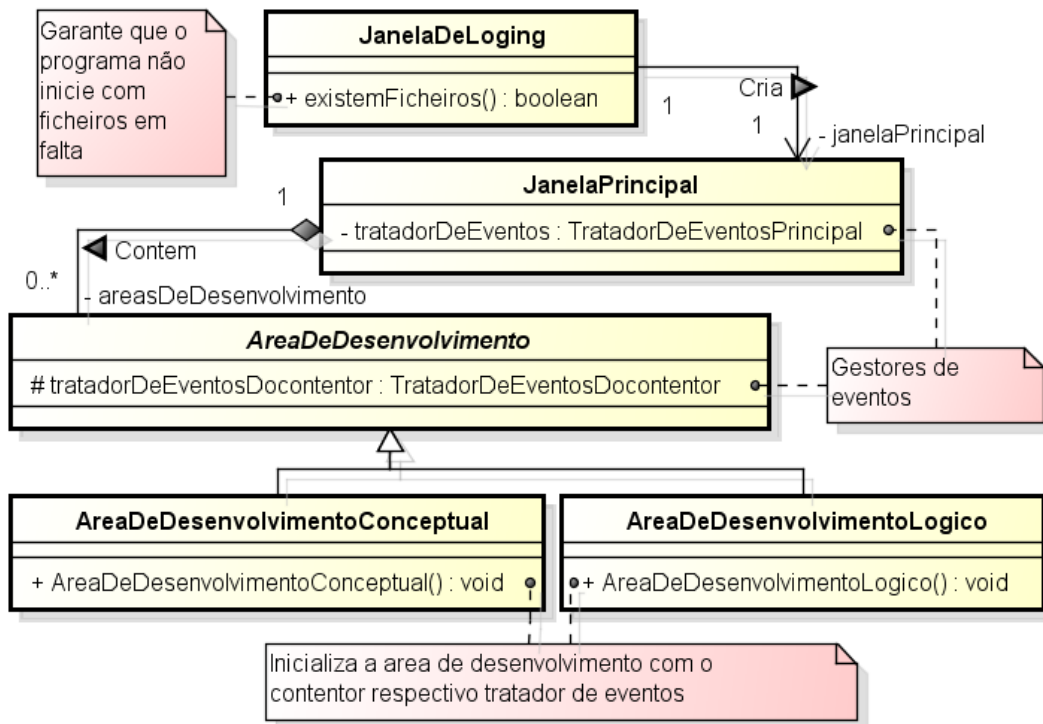 Garante que o
programa não
inicie com
ficheiros em
falta
JanelaDeLoging
+ existemFicheiros() : boolean
1
Cria
1
- janelaPrincipal
JanelaPrincipal
- tratadorDeEventos : TratadorDeEventosPrincipal
1
Contem
0..*
- areasDeDesenvolvimento
AreaDeDesenvolvimento
# tratadorDeEventosDocontentor : TratadorDeEventosDocontentor
Gestores de
eventos
AreaDeDesenvolvimentoConceptual
+ AreaDeDesenvolvimentoConceptual() : void
AreaDeDesenvolvimentoLogico
+ AreaDeDesenvolvimentoLogico() : void
Inicializa a area de desenvolvimento com o
contentor respectivo tratador de eventos